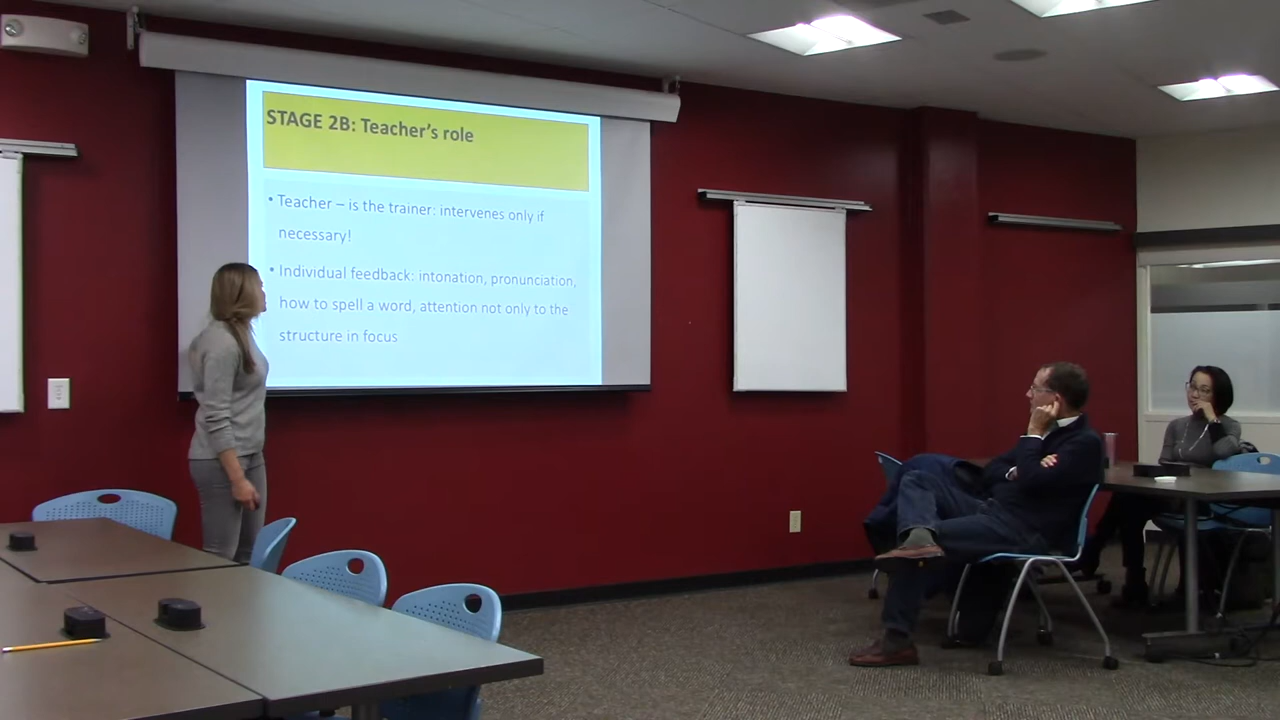 STAGE 2B: Teacher's role
• Teacher – is the trainer: intervenes only if
necessary!
• Individual feedback: intonation, pronunciation,
how to spell a word, attention not only to the
structure in focus